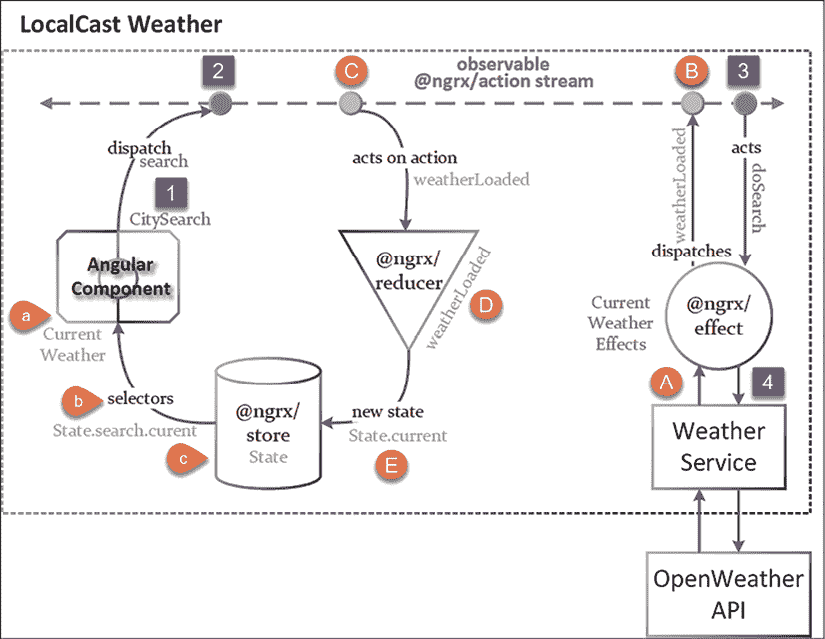 LocalCast Weather
2
C
observable
@ngrx/action stream
B
3
dispatch
search
1
CitySearch
acts on action
weatherLoaded
weatherLoaded
acts
doSearch
dispatches
Angular
Component
@ngrx/
reducer
weatherLoaded
D
@ngrx/
effect
Current
Weather
Effects
a
Current
Weather
A
4
b
selectors
State.search.curent
@ngrx/
store
State
c
new state
State.current
E
Weather
Service
OpenWeather
API